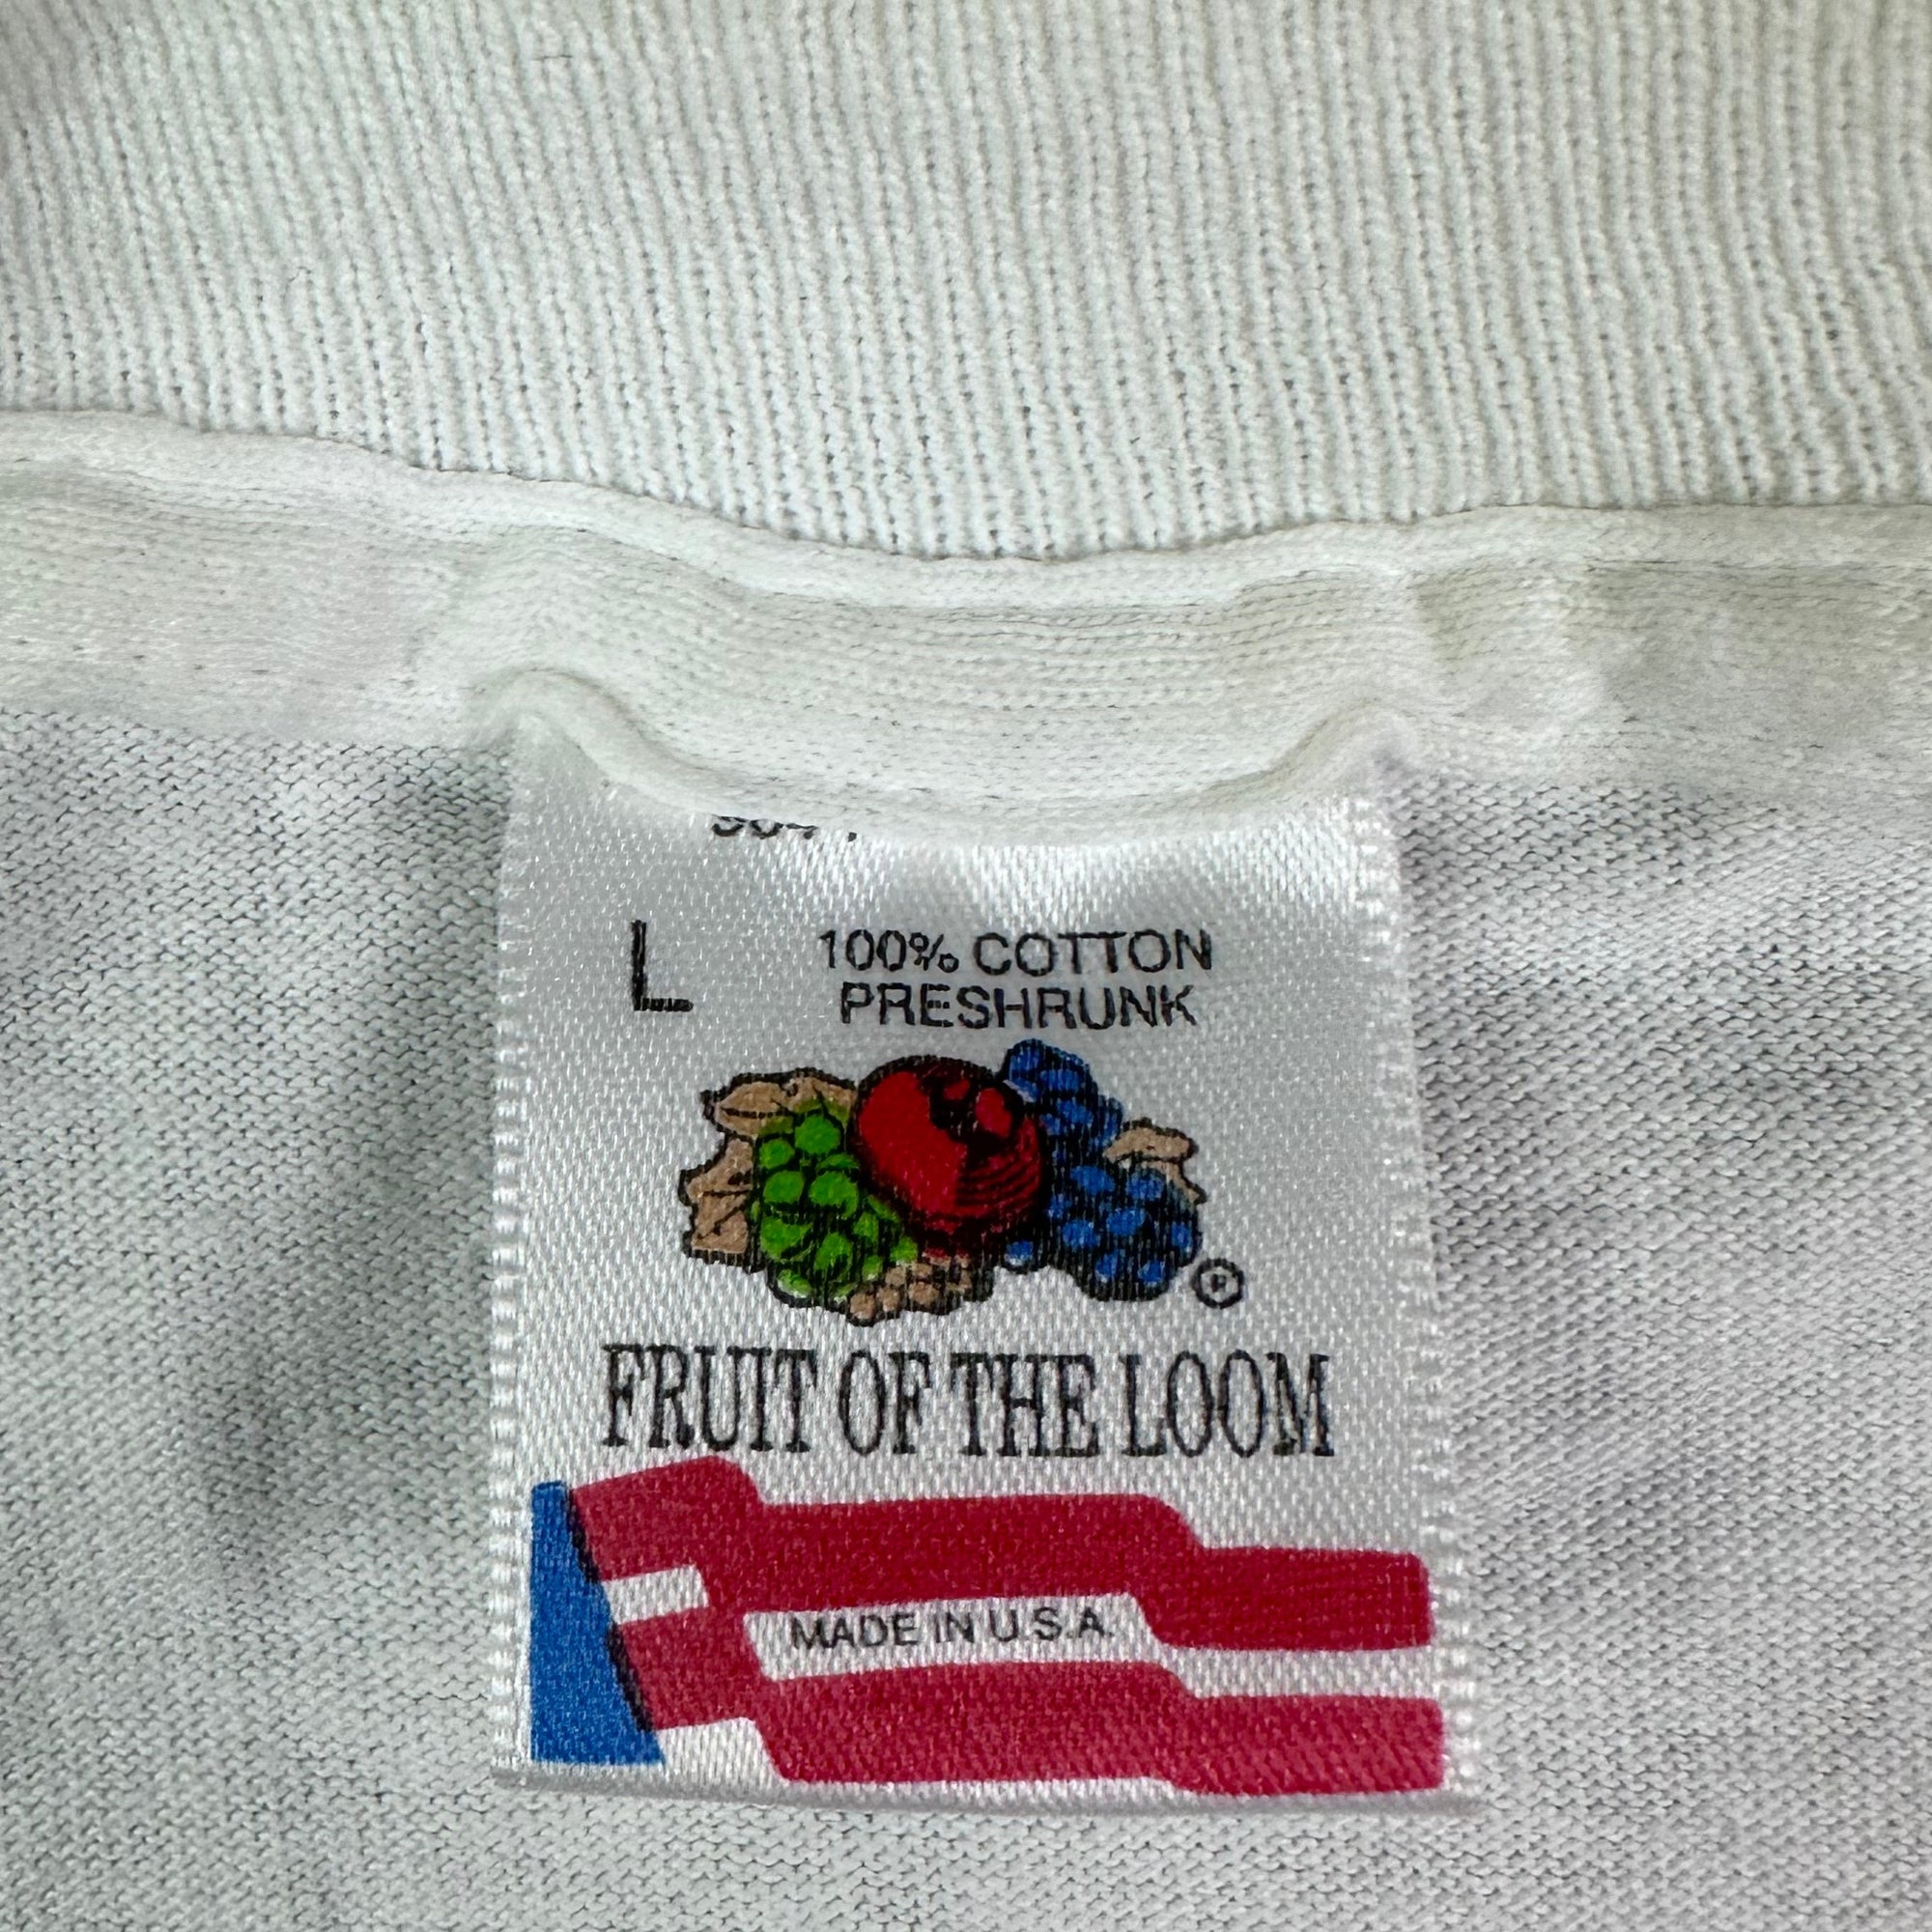 L
100% COTTON
PRESHRUNK
®
FRUIT OF THE LOOM
MADE IN U.S.A.